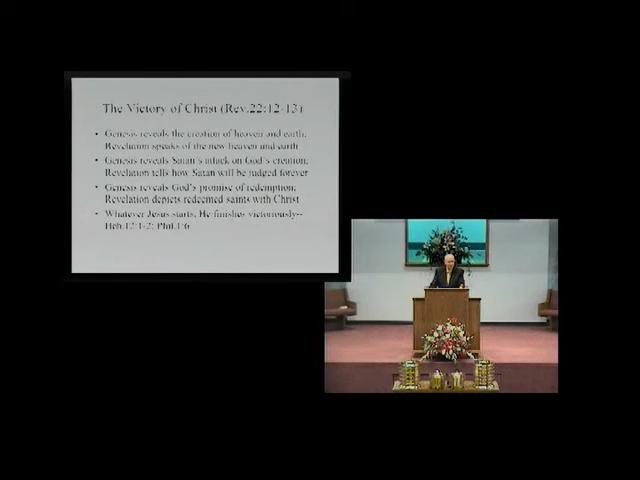 The Victory of Christ (Rev.22:12-13)
• Genesis reveals the creation of heaven and earth;
Revelation speaks of the new heaven and earth
• Genesis reveals Satan's attack on God's creation;
Revelation tells how Satan will be judged forever
• Genesis reveals God's promise of redemption;
Revelation depicts redeemed saints with Christ
• Whatever Jesus starts, He finishes victoriously--
Heb.12:1-2; Phil.1:6